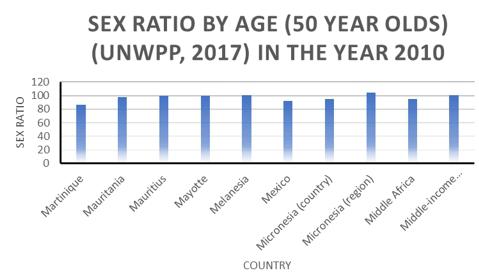 SEX RATIO BY AGE (50 YEAR OLDS)
(UNWPP, 2017) IN THE YEAR 2010
SEX RATIO
120
100
80
60
40
20
0
Martinique
Mauritania
Mauritius
Mayotte
Melanesia
Mexico
Micronesia (country)
Micronesia (region)
Middle Africa
Middle-income...
COUNTRY